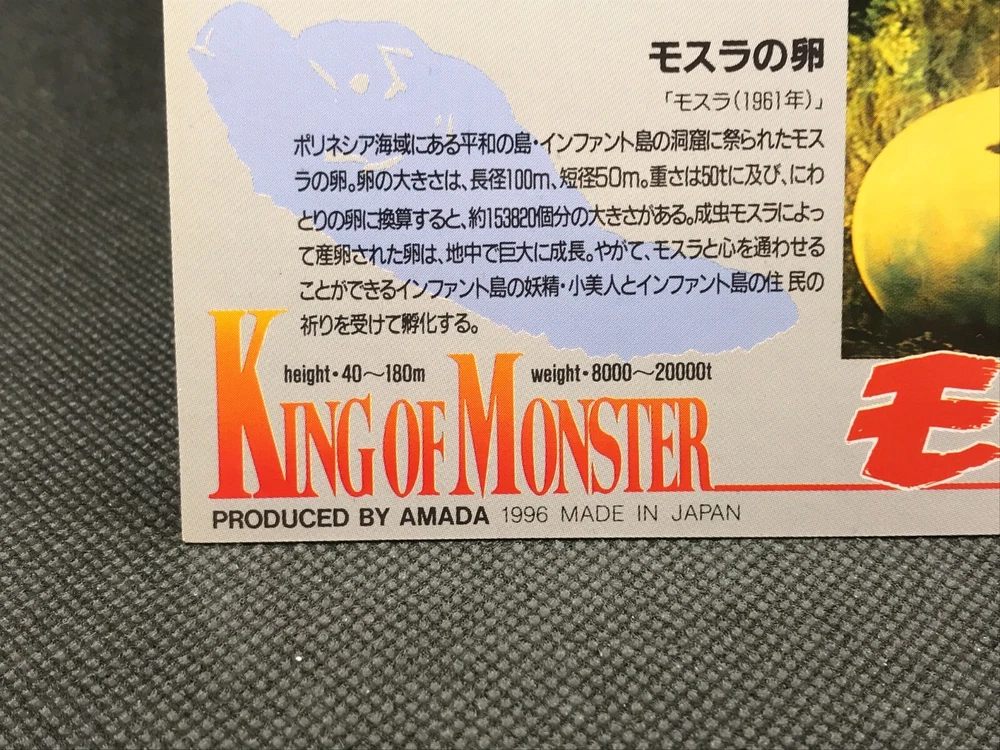 モスラの卵
「モスラ(1961年)」
ポリネシア海域にある平和の島・インファント島の洞窟に祭られたモス
ラの卵。卵の大きさは、長径100m、短径50m。重さは50tに及び、にわ
とりの卵に換算すると、約153820個分の大きさがある。成虫モスラによっ
て産卵された卵は、地中で巨大に成長。やがて、モスラと心を通わせる
ことができるインファント島の妖精・小美人とインファント島の住 民の
祈りを受けて孵化する。
height・40〜180m weight・8000〜20000t
KING OF MONSTER
モ
PRODUCED BY AMADA 1996 MADE IN JAPAN